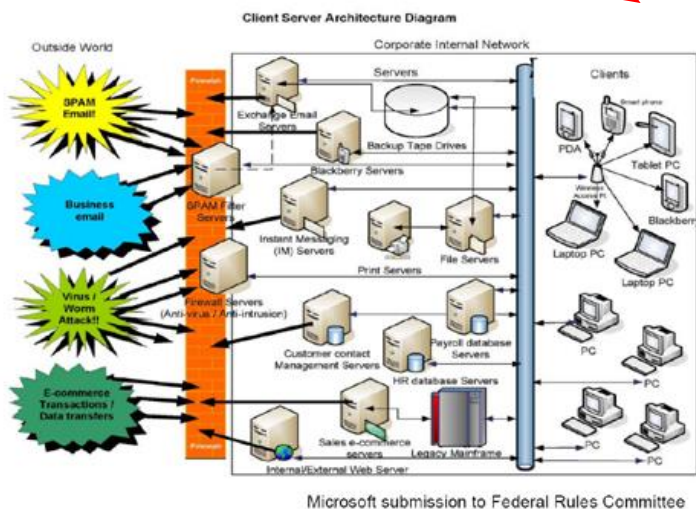 Client Server Architecture Diagram
Outside World
Corporate Internal Network
Firewall
Servers
Clients
SPAM
Email!
Exchange Email
Servers
Backup Tape Drives
Smart phone
PDA
Tablet PC
Blackberry Servers
SPAM Filter
Servers
Wireless
Access Pt.
Blackberry
Business
email
Instant Messaging
(IM) Servers
File Servers
Laptop PC
Laptop PC
Print Servers
Virus /
Worm
Attack!!
Firewall Servers
(Anti-virus / Anti-intrusion)
Customer contact
Management Servers
Payroll database
Servers
PC
PC
HR database Servers
E-commerce
Transactions /
Data transfers
Sales e-commerce
servers
Legacy Mainframe
PC
PC
Firewall
Internal/External Web Server
Microsoft submission to Federal Rules Committee